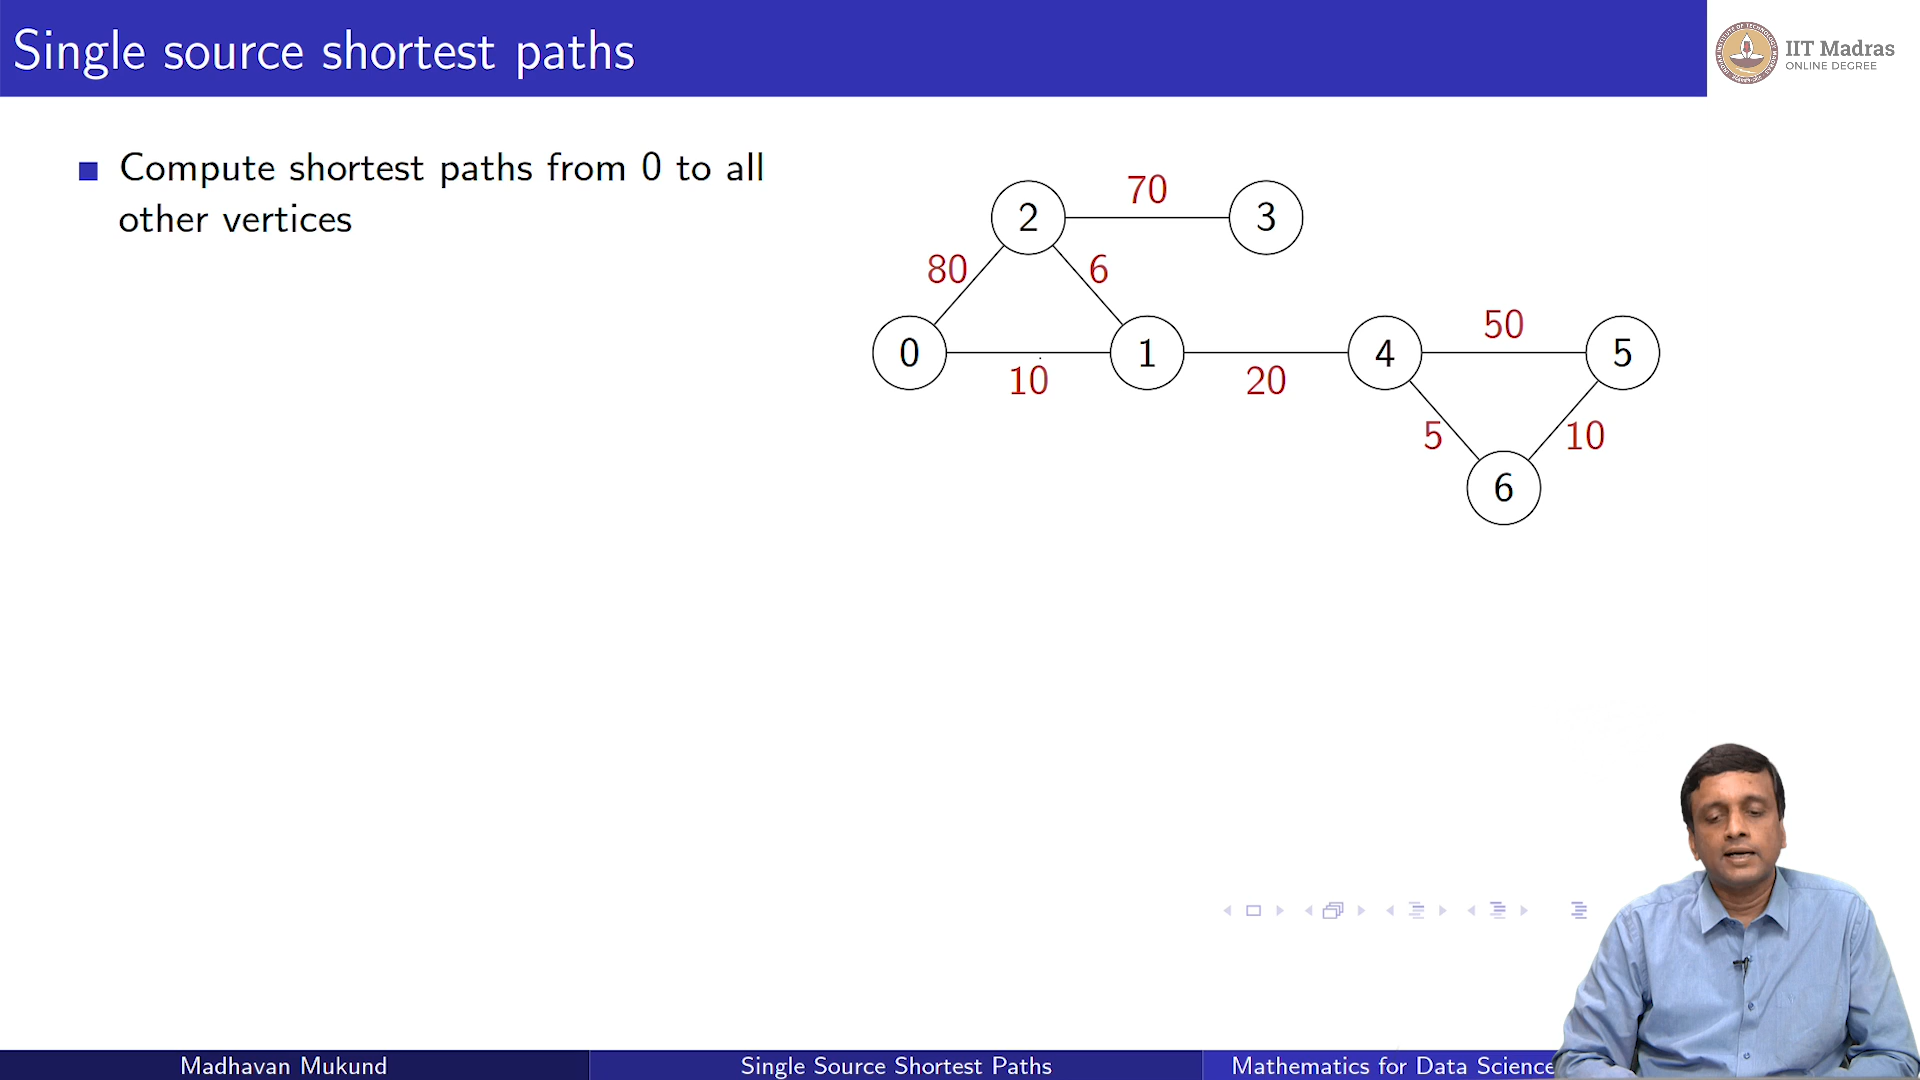 Single source shortest paths
IIT Madras
ONLINE DEGREE
Compute shortest paths from 0 to all
other vertices
70
2
3
80
6
50
0
1
4
5
10
20
5
10
6
Madhavan Mukund
Single Source Shortest Paths
Mathematics for Data Science